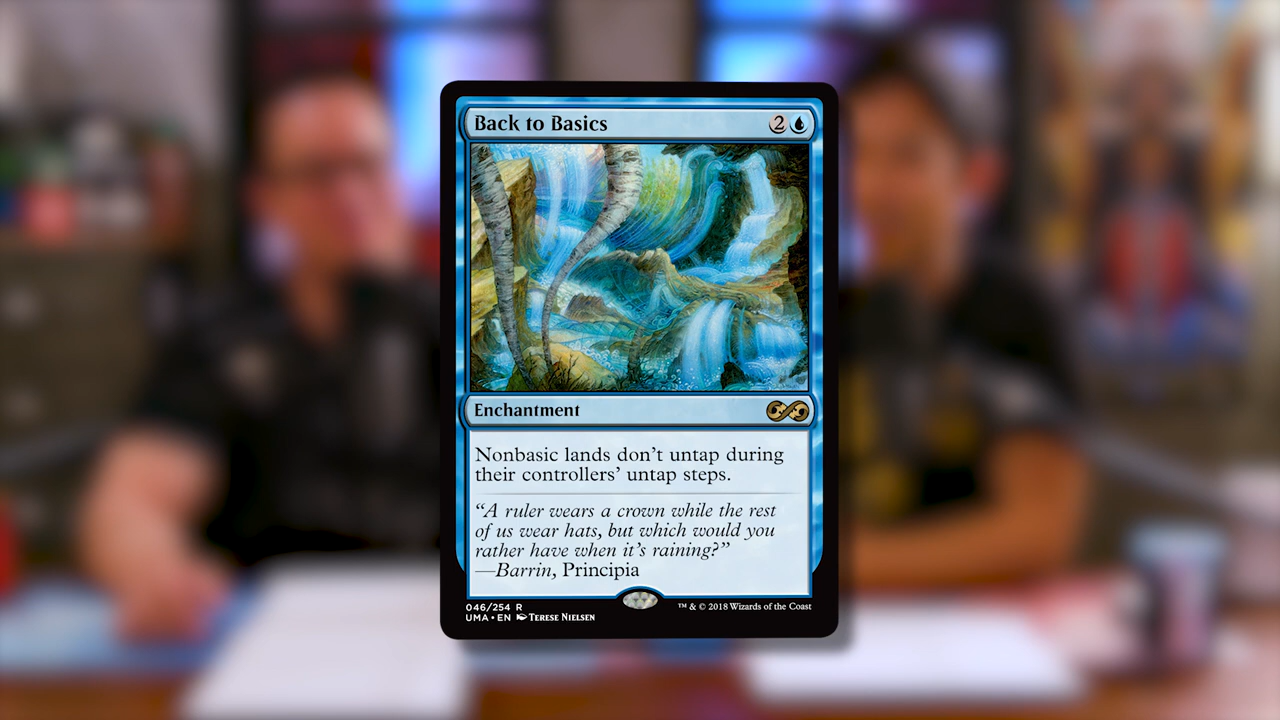 Back to Basics 2
Enchantment
Nonbasic lands don't untap during
their controllers' untap steps.
"A ruler wears a crown while the rest
of us wear hats, but which would you
rather have when it's raining?"
—Barrin, Principia
046/254 R
UMA • EN Terese Nielsen
™ & © 2018 Wizards of the Coast